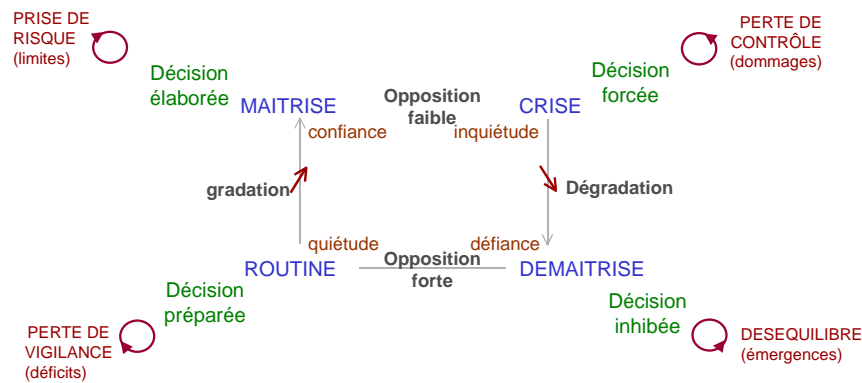 PRISE DE
RISQUE
(limites)
Décision
élaborée
MAITRISE
Opposition
faible
CRISE
Décision
forcée
PERTE DE
CONTRÔLE
(dommages)
confiance
inquiétude
gradation
Dégradation
quiétude
défiance
ROUTINE
Opposition
forte
DEMAITRISE
Décision
préparée
Décision
inhibée
PERTE DE
VIGILANCE
(déficits)
DESEQUILIBRE
(émergences)